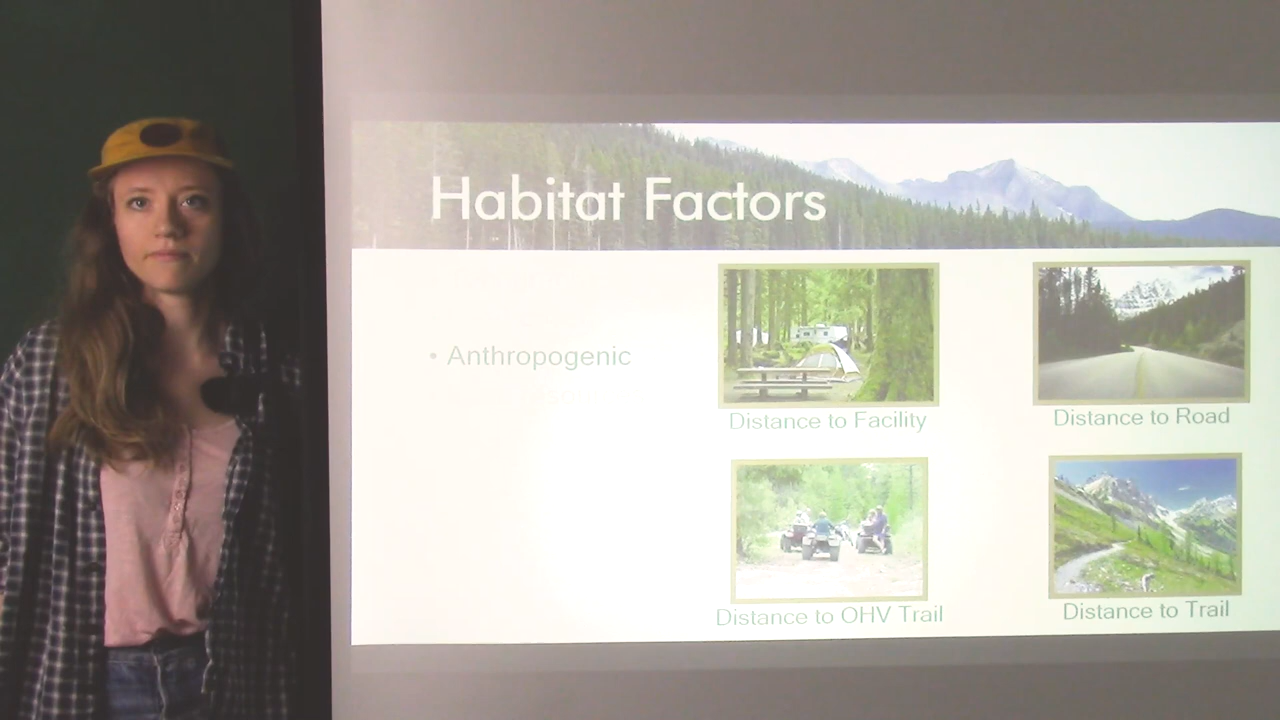 Habitat Factors
• Anthropogenic
Distance to Facility
Distance to Road
Distance to OHV Trail
Distance to Trail